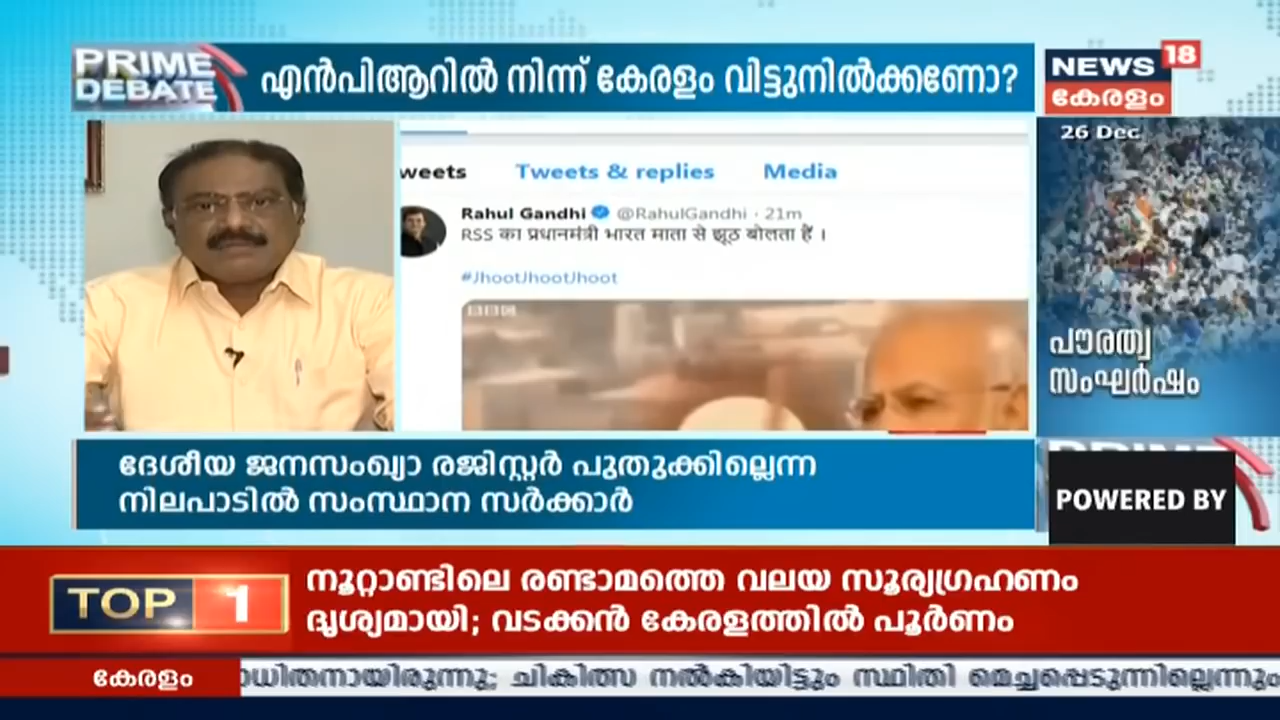 PRIME
DEBATE
എൻപിആറിൽ നിന്ന് കേരളം വിട്ടുനിൽക്കണോ?
NEWS 18
കേരളം
26 Dec
weets Tweets & replies Media
Rahul Gandhi @RahulGandhi · 21m
RSS का प्रधानमंत्री भारत माता से झूठ बोलता हैं ।
#JhootJhootJhoot
BBC
പൗരത്വ
സംഘർഷം
ദേശീയ ജനസംഖ്യാ രജിസ്റ്റർ പുതുക്കില്ലെന്ന
നിലപാടിൽ സംസ്ഥാന സർക്കാർ
POWERED BY
TOP 1
നൂറ്റാണ്ടിലെ രണ്ടാമത്തെ വലയ സൂര്യഗ്രഹണം
ദൃശ്യമായി; വടക്കൻ കേരളത്തിൽ പൂർണം
കേരളം
ാധിതനായിരുന്നു; ചികിത്സ നൽകിയിട്ടും സ്ഥിതി മെച്ചപ്പെടുന്നില്ലെന്നും